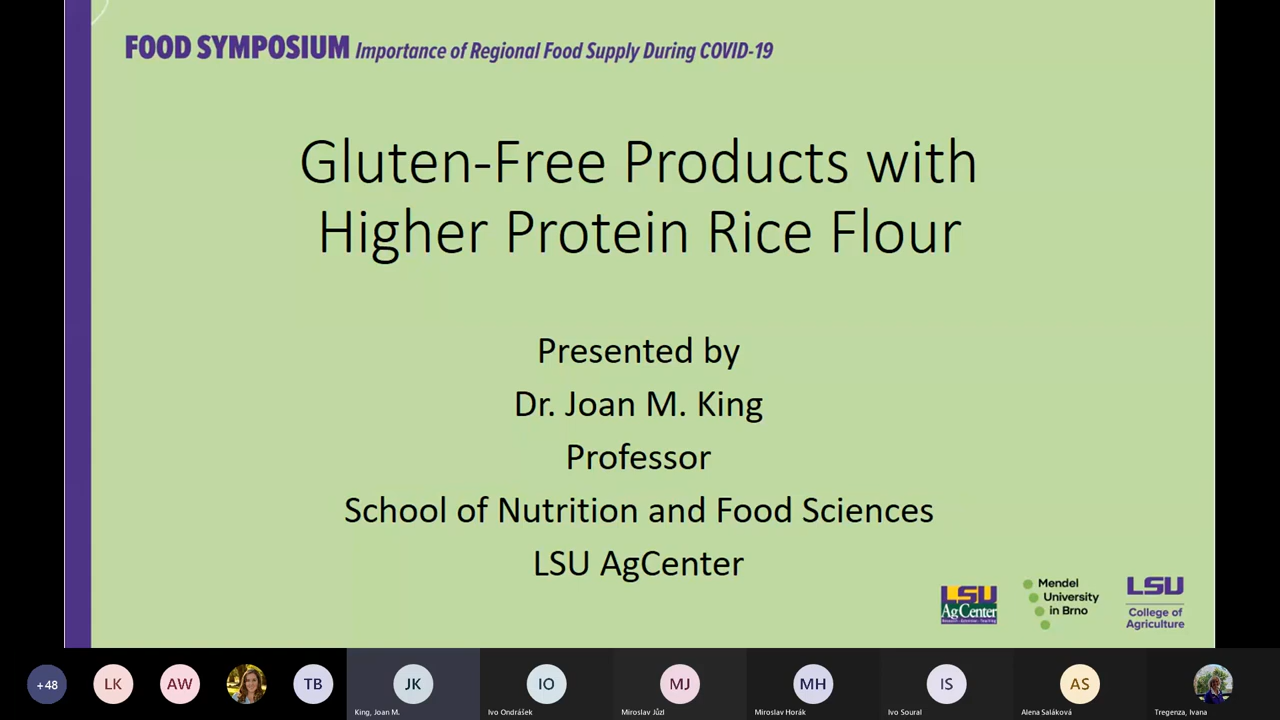 FOOD SYMPOSIUM Importance of Regional Food Supply During COVID-19
Gluten-Free Products with
Higher Protein Rice Flour
Presented by
Dr. Joan M. King
Professor
School of Nutrition and Food Sciences
LSU AgCenter
LSU
AgCenter
Mendel
University
in Brno
LSU
College of
Agriculture
+48
LK
AW
TB
JK
King, Joan M.
IO
Ivo Ondrášek
MJ
Miroslav Jůzl
MH
Miroslav Horák
IS
Ivo Soural
AS
Alena Saláková
Tregenza, Ivana